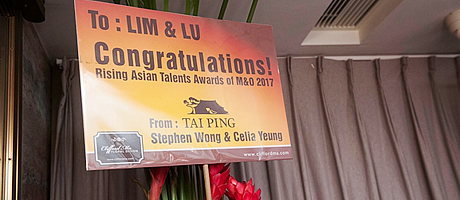 To : LIM & LU
Congratulations!
Rising Asian Talents Awards of M&O 2017
From : TAI PING
Stephen Wong & Celia Yeung
www.cliffordma.com